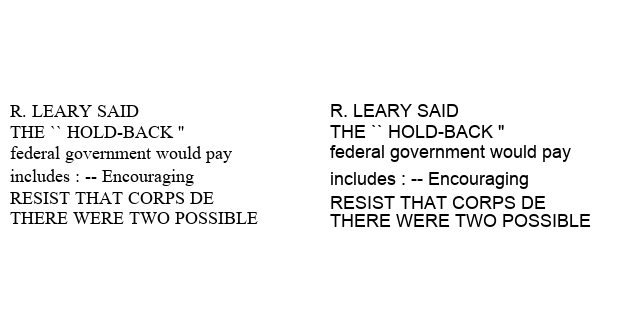 R. LEARY SAID
THE `` HOLD-BACK "
federal government would pay
includes : -- Encouraging
RESIST THAT CORPS DE
THERE WERE TWO POSSIBLE
R. LEARY SAID
THE `` HOLD-BACK "
federal government would pay
includes : -- Encouraging
RESIST THAT CORPS DE
THERE WERE TWO POSSIBLE